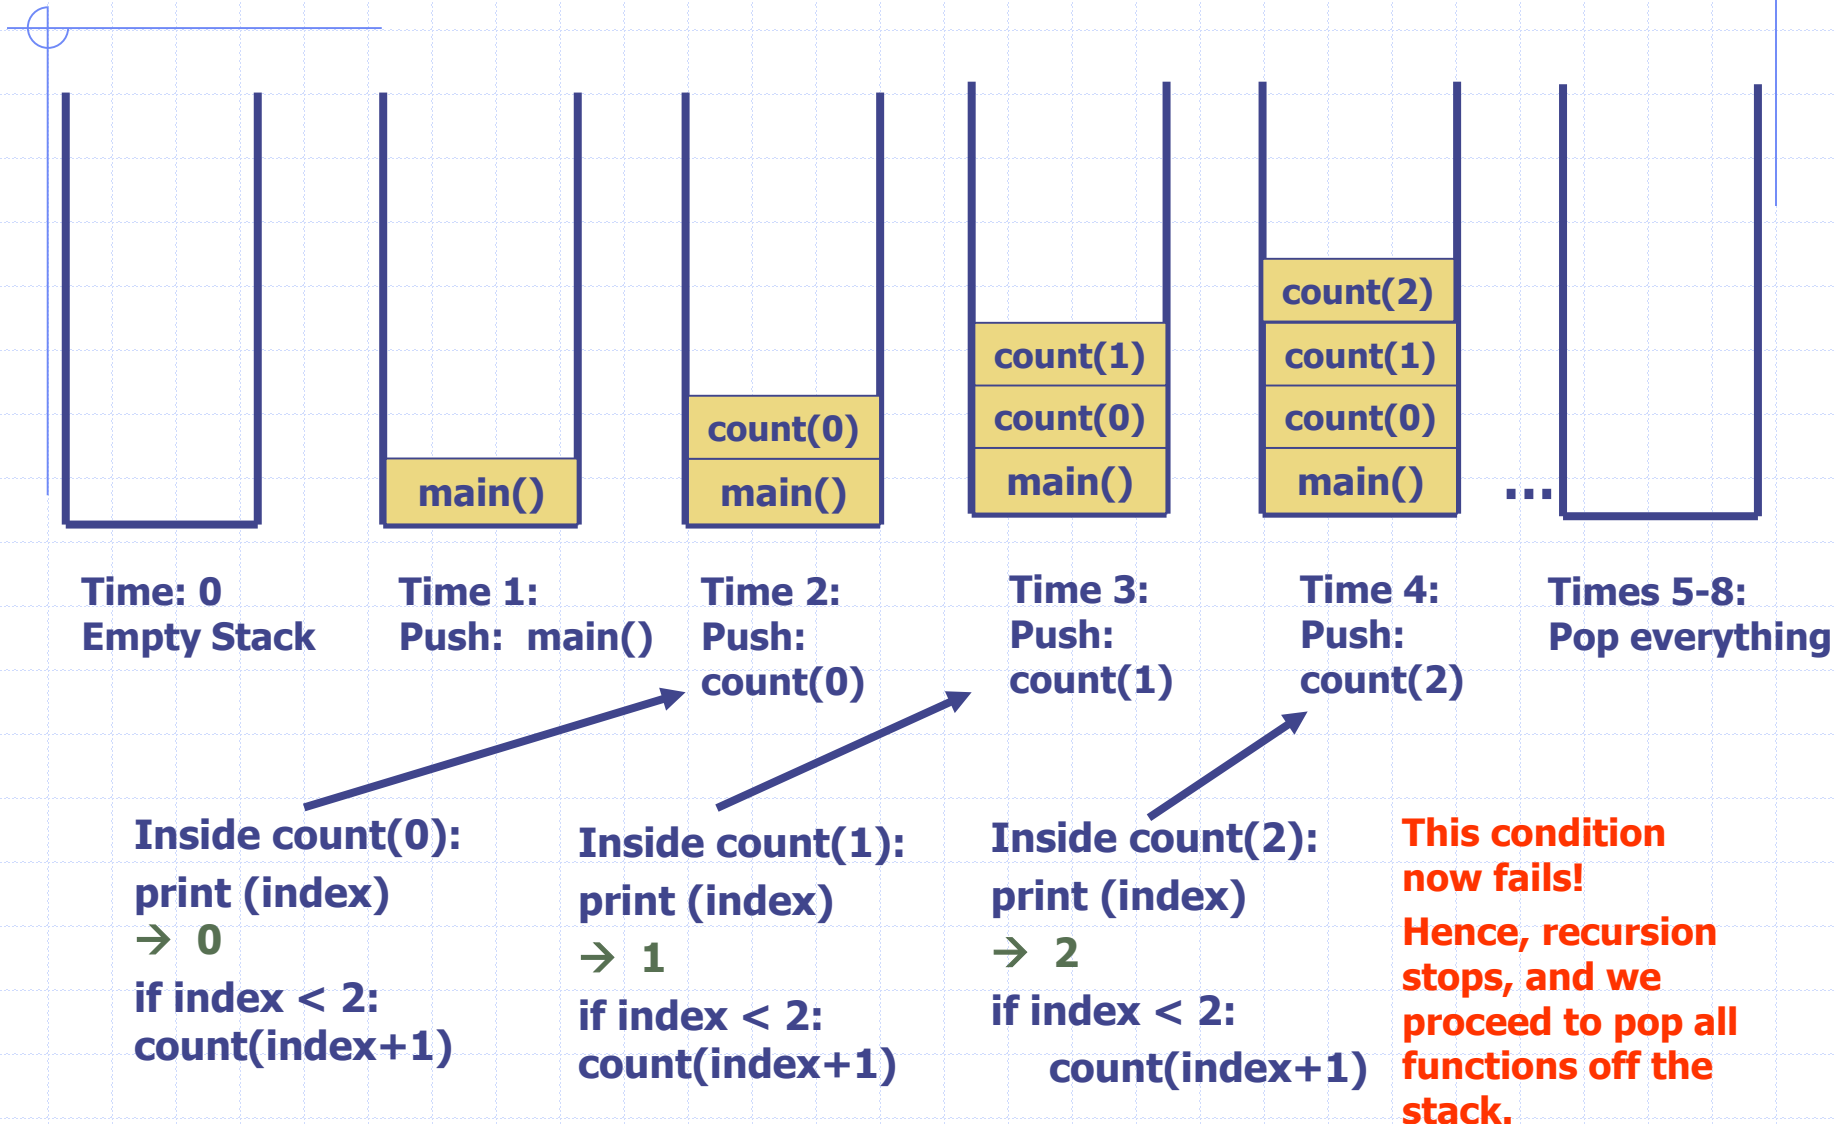 main()
count(0)
main()
count(1)
count(0)
main()
count(2)
count(1)
count(0)
main()
...
Time: 0
Empty Stack
Time 1:
Push: main()
Time 2:
Push:
count(0)
Time 3:
Push:
count(1)
Time 4:
Push:
count(2)
Times 5-8:
Pop everything
Inside count(0):
print (index)
→ 0
if index < 2:
count(index+1)
Inside count(1):
print (index)
→ 1
if index < 2:
count(index+1)
Inside count(2):
print (index)
→ 2
if index < 2:
count(index+1)
This condition
now fails!
Hence, recursion
stops, and we
proceed to pop all
functions off the
stack.